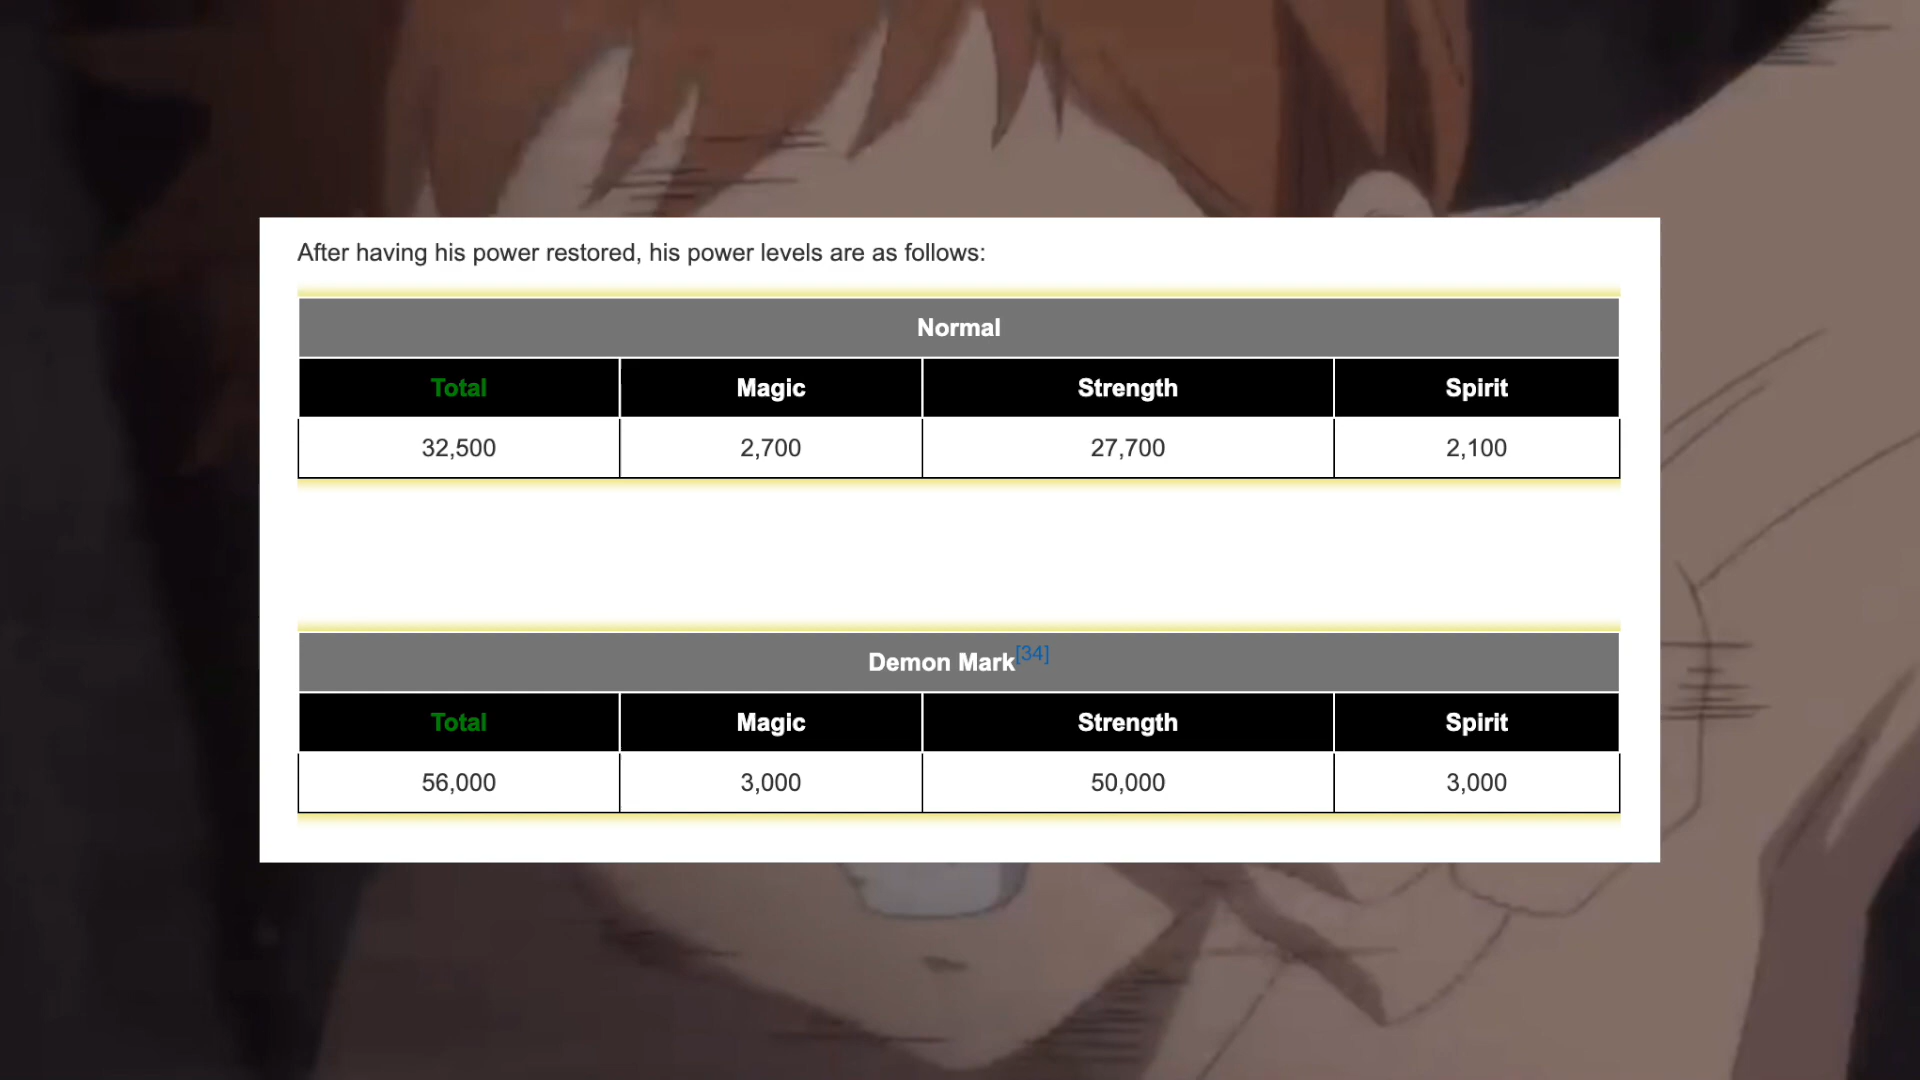 After having his power restored, his power levels are as follows:
Normal
Total Magic Strength Spirit
32,500 2,700 27,700 2,100
Demon Mark[34]
Total Magic Strength Spirit
56,000 3,000 50,000 3,000